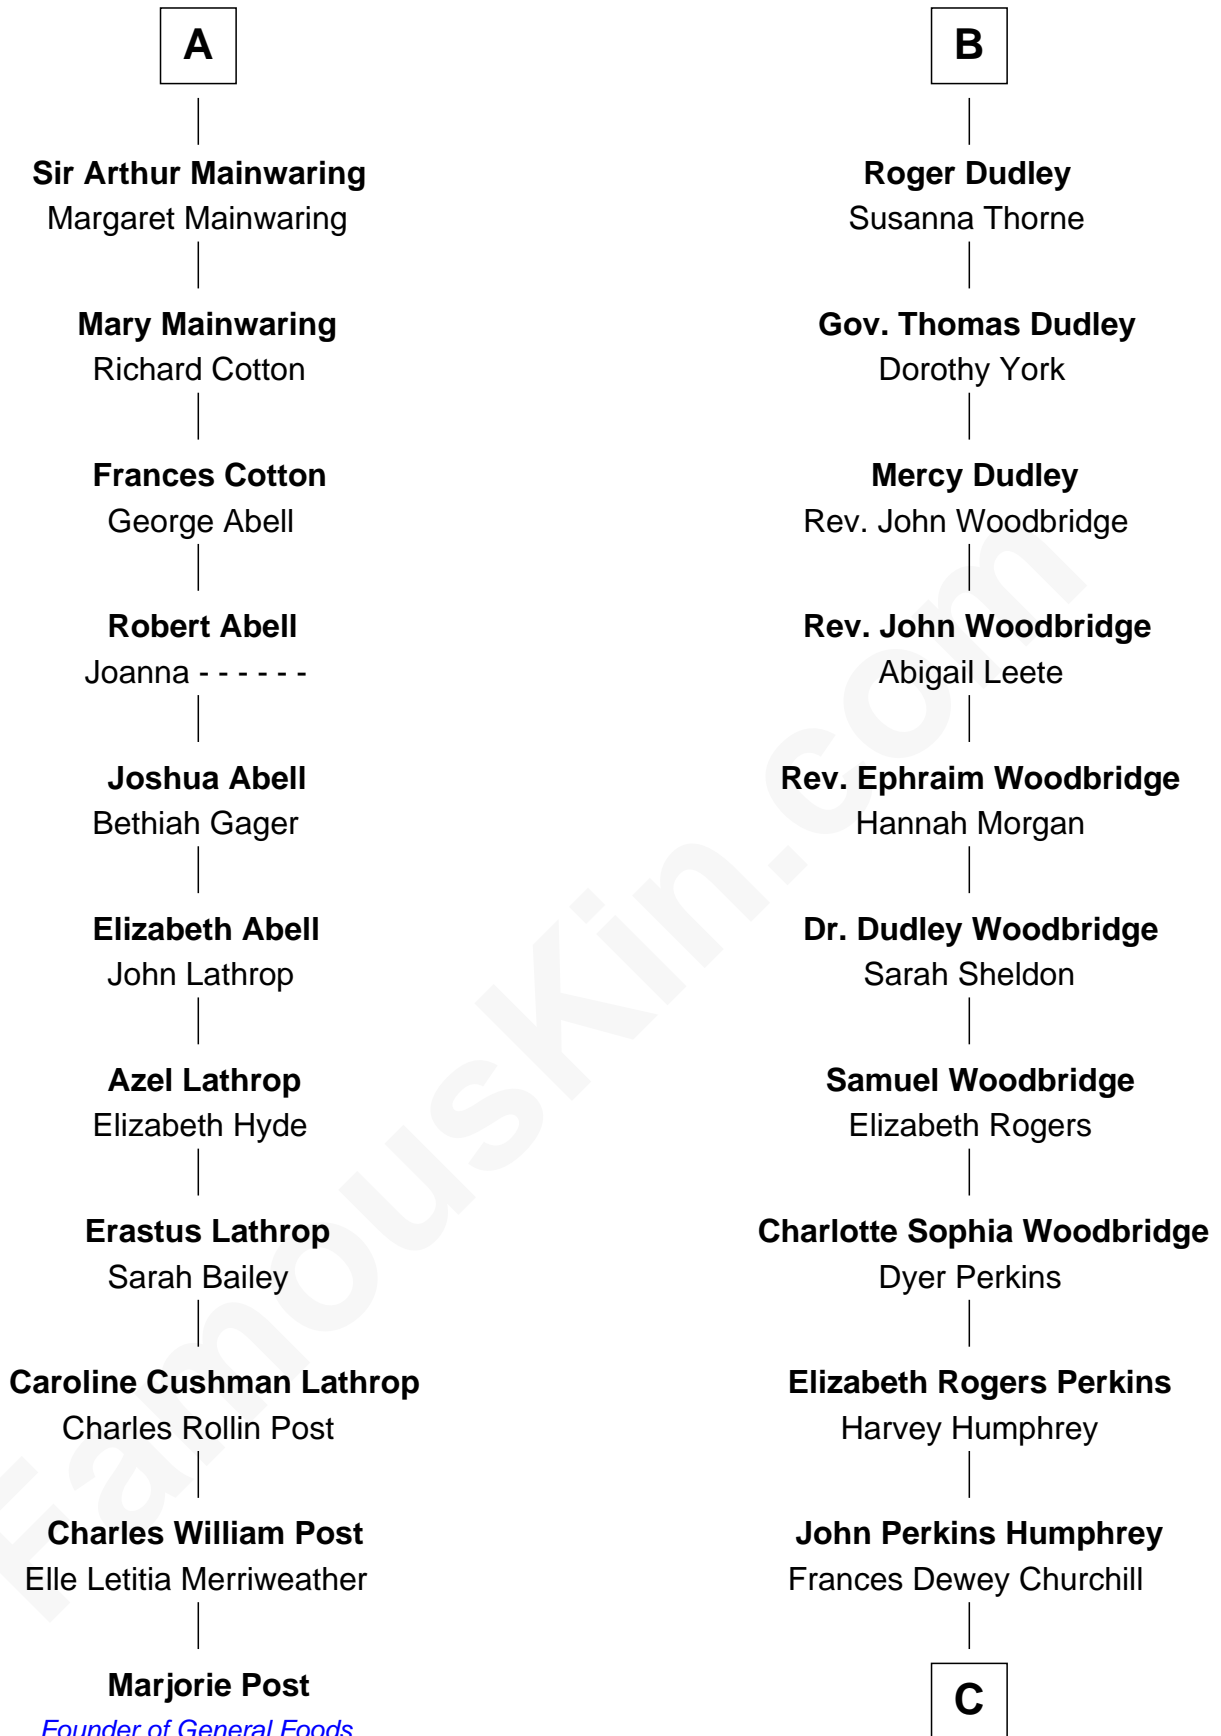 A
Sir Arthur Mainwaring
Margaret Mainwaring
Mary Mainwaring
Richard Cotton
Frances Cotton
George Abell
Robert Abell
Joanna - - - - - -
Joshua Abell
Bethiah Gager
Elizabeth Abell
John Lathrop
Azel Lathrop
Elizabeth Hyde
Erastus Lathrop
Sarah Bailey
Caroline Cushman Lathrop
Charles Rollin Post
Charles William Post
Elle Letitia Merriweather
Marjorie Post
Founder of General Foods
B
Roger Dudley
Susanna Thorne
Gov. Thomas Dudley
Dorothy York
Mercy Dudley
Rev. John Woodbridge
Rev. John Woodbridge
Abigail Leete
Rev. Ephraim Woodbridge
Hannah Morgan
Dr. Dudley Woodbridge
Sarah Sheldon
Samuel Woodbridge
Elizabeth Rogers
Charlotte Sophia Woodbridge
Dyer Perkins
Elizabeth Rogers Perkins
Harvey Humphrey
John Perkins Humphrey
Frances Dewey Churchill
C
FamousKin.com